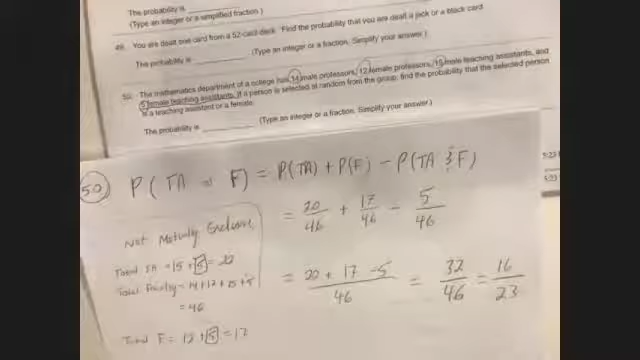 The probability is
(Type an integer or a simplified fraction.)
49. You are dealt one card from a 52-card deck. Find the probability that you are dealt a jack or a black card.
The probability is (Type an integer or a fraction. Simplify your answer.)
50. The mathematics department of a college has 14 male professors, 12 female professors, 15 male teaching assistants, and
5 female teaching assistants. If a person is selected at random from the group, find the probability that the selected person
is a teaching assistant or a female.
The probability is (Type an integer or a fraction. Simplify your answer.)
50 P(TA or F) = P(TA) + P(F) - P(TA & F)
= 20/46 + 17/46 - 5/46
Not Mutually Exclusive
Total = 15 + 5 = 20
Total = 14 + 12 + 15 + 5
= 46
= 20 + 17 - 5 / 46 = 32/46 = 16/23
Total F = 12 + 5 = 17
5:23
5:23